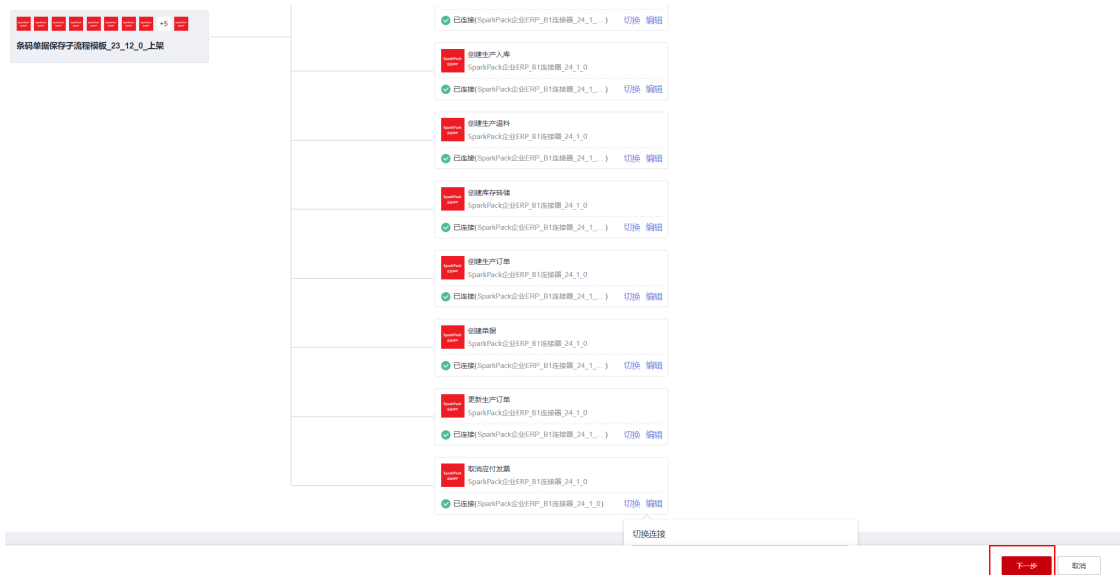 +5
条码单据保存子流程模板_23_12_0_上架
已连接(SparkPack企业ERP_B1连接器_24_1_... ) 切换 编辑
创建生产入库
SparkPack企业ERP_B1连接器_24_1_0
已连接(SparkPack企业ERP_B1连接器_24_1_... ) 切换 编辑
创建生产退料
SparkPack企业ERP_B1连接器_24_1_0
已连接(SparkPack企业ERP_B1连接器_24_1_... ) 切换 编辑
创建库存转储
SparkPack企业ERP_B1连接器_24_1_0
已连接(SparkPack企业ERP_B1连接器_24_1_... ) 切换 编辑
创建生产订单
SparkPack企业ERP_B1连接器_24_1_0
已连接(SparkPack企业ERP_B1连接器_24_1_... ) 切换 编辑
创建单据
SparkPack企业ERP_B1连接器_24_1_0
已连接(SparkPack企业ERP_B1连接器_24_1_... ) 切换 编辑
更新生产订单
SparkPack企业ERP_B1连接器_24_1_0
已连接(SparkPack企业ERP_B1连接器_24_1_... ) 切换 编辑
取消应付发票
SparkPack企业ERP_B1连接器_24_1_0
已连接(SparkPack企业ERP_B1连接器_24_1_0) 切换 编辑
切换连接
下一步 取消